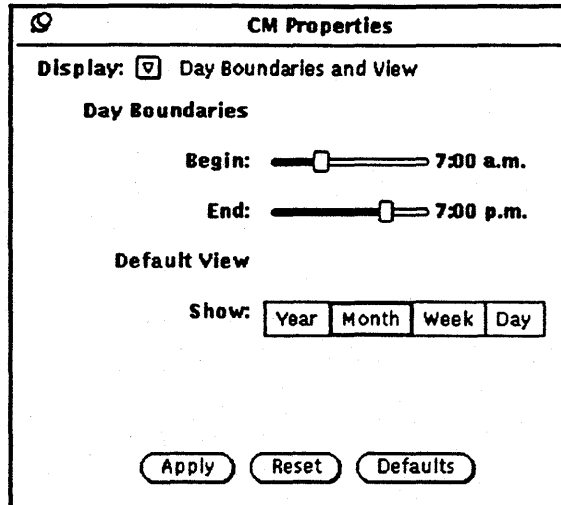 CM Properties
Display: Day Boundaries and View
Day Boundaries
Begin: 7:00 a.m.
End: 7:00 p.m.
Default View
Show: Year Month Week Day
Apply Reset Defaults